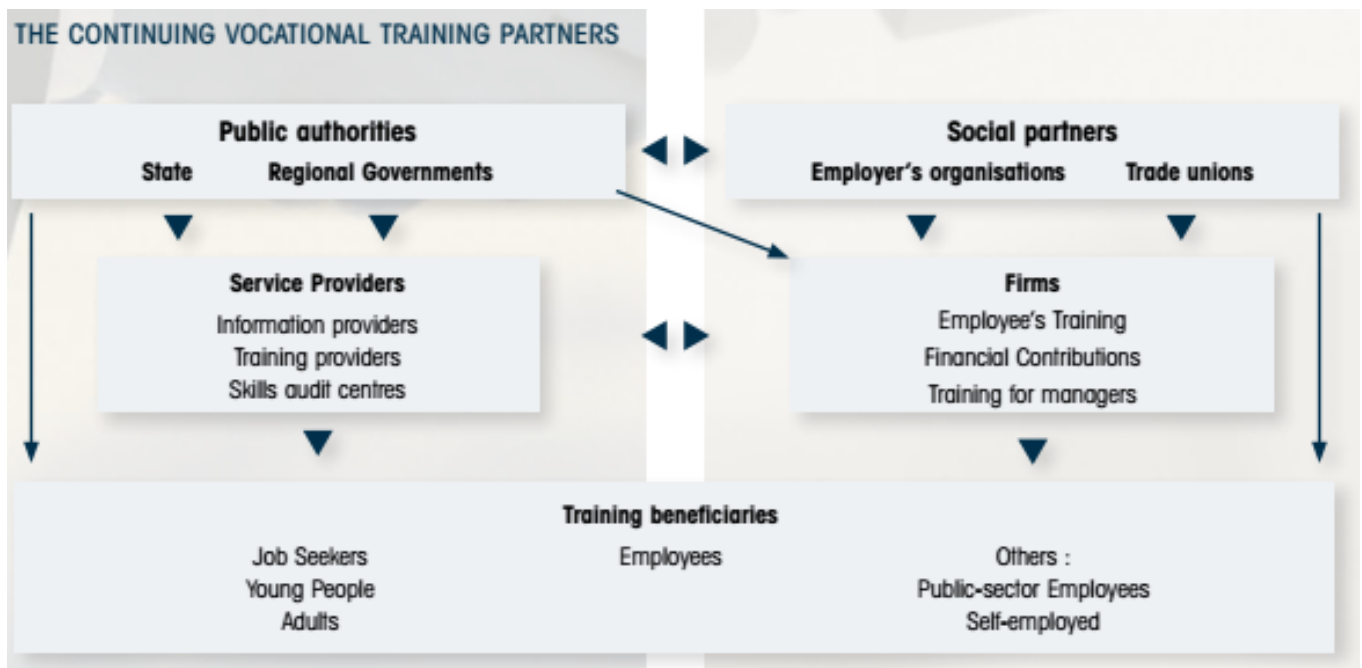 THE CONTINUING VOCATIONAL TRAINING PARTNERS
Public authorities
State Regional Governments
Social partners
Employer's organisations Trade unions
Service Providers
Information providers
Training providers
Skills audit centres
Firms
Employee's Training
Financial Contributions
Training for managers
Training beneficiaries
Job Seekers
Young People
Adults
Employees
Others :
Public-sector Employees
Self-employed